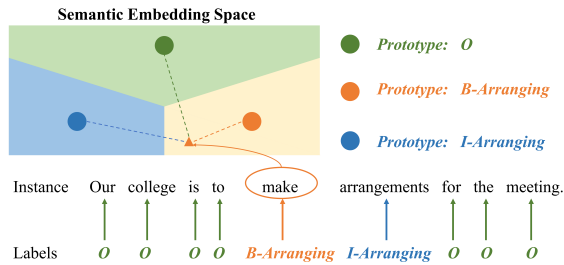 Semantic Embedding Space
Prototype: O
Prototype: B-Arranging
Prototype: I-Arranging
Instance Our college is to make arrangements for the meeting.
Labels O O O O B-Arranging I-Arranging O O O